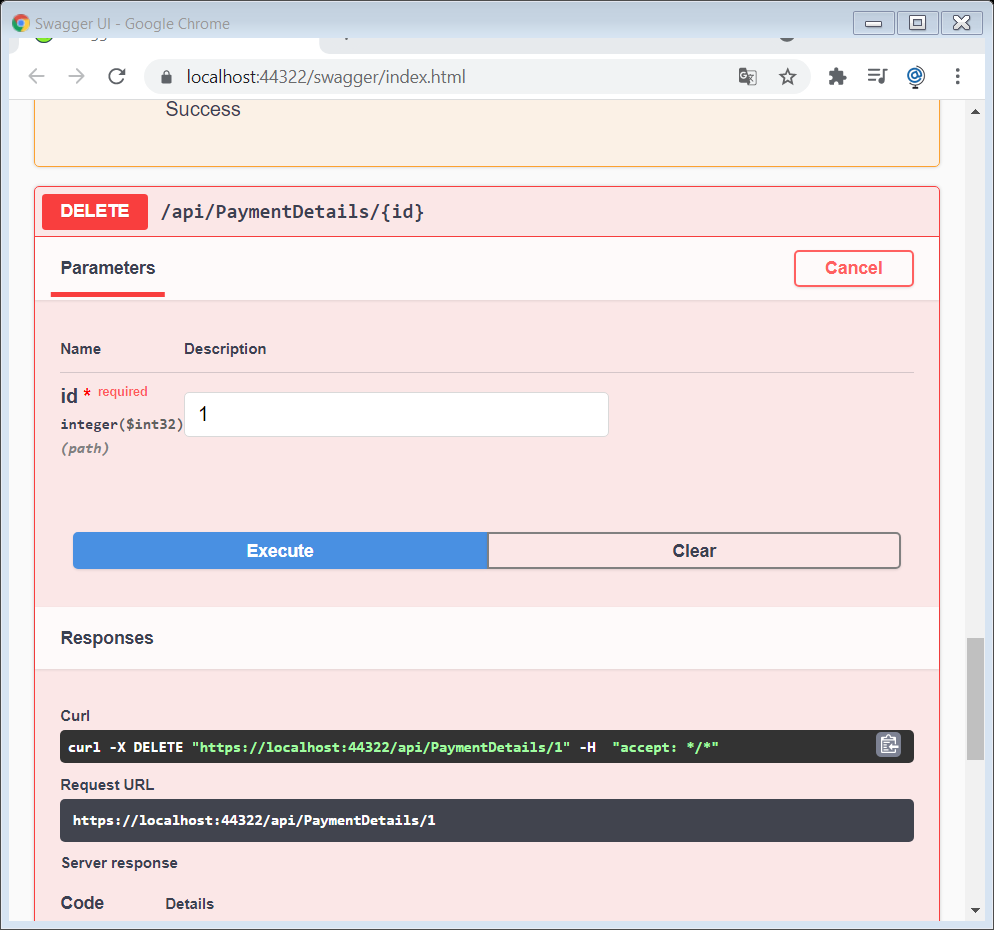 Swagger UI - Google Chrome
localhost:44322/swagger/index.html
Success
DELETE /api/PaymentDetails/{id}
Parameters
Cancel
Name Description
id * required
integer($int32)
(path)
1
Execute Clear
Responses
Curl
curl -X DELETE "https://localhost:44322/api/PaymentDetails/1" -H  "accept: */*"
Request URL
https://localhost:44322/api/PaymentDetails/1
Server response
Code Details